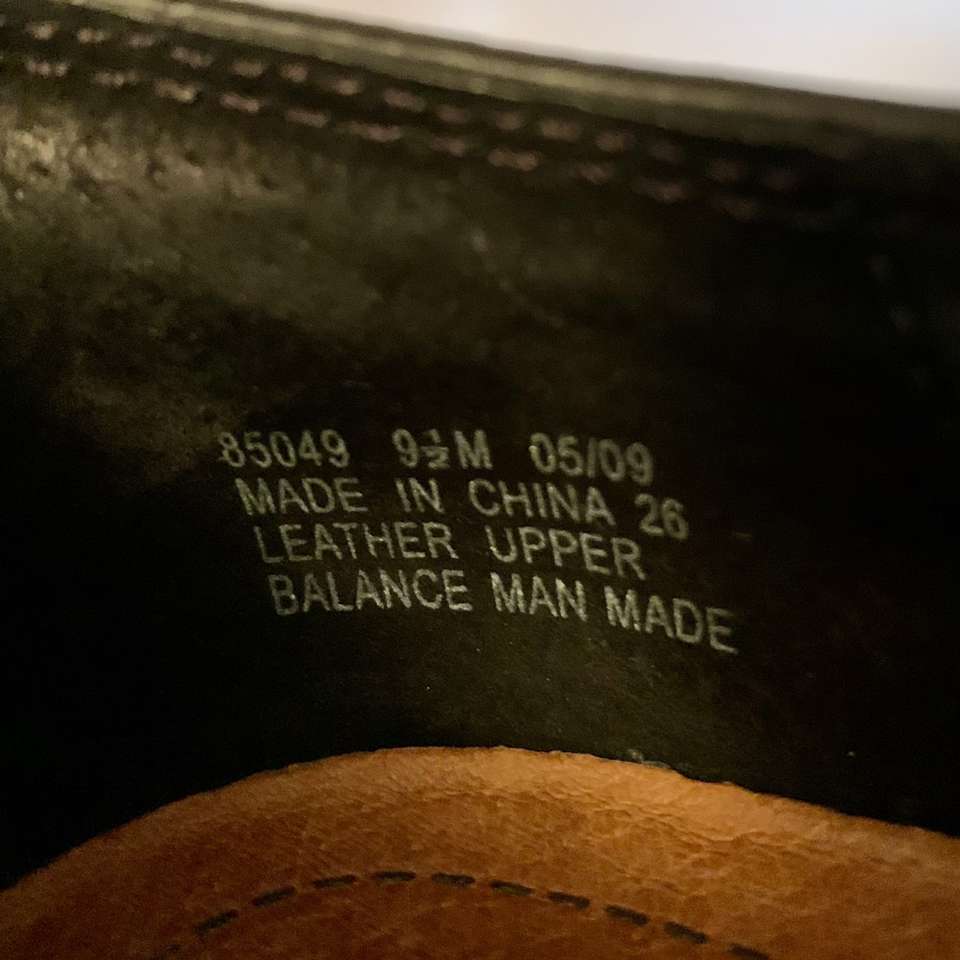 85049 9½M 05/09
MADE IN CHINA 26
LEATHER UPPER
BALANCE MAN MADE